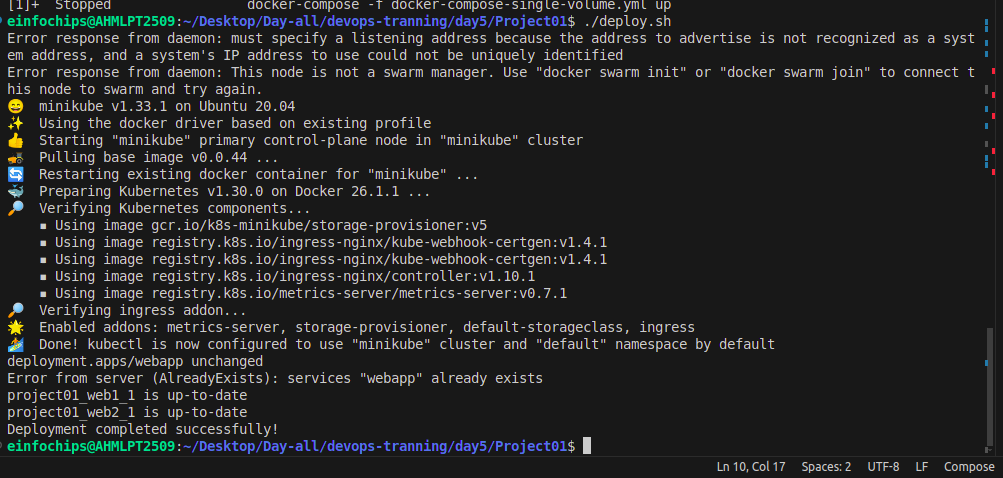 [1]+  Stopped                 docker-compose -f docker-compose-single-volume.yml up
einfochips@AHMLPT2509:~/Desktop/Day-all/devops-tranning/day5/Project01$ ./deploy.sh
Error response from daemon: must specify a listening address because the address to advertise is not recognized as a syst
em address, and a system's IP address to use could not be uniquely identified
Error response from daemon: This node is not a swarm manager. Use "docker swarm init" or "docker swarm join" to connect t
his node to swarm and try again.
😄  minikube v1.33.1 on Ubuntu 20.04
✨  Using the docker driver based on existing profile
👍  Starting "minikube" primary control-plane node in "minikube" cluster
🚜  Pulling base image v0.0.44 ...
🔄  Restarting existing docker container for "minikube" ...
🐳  Preparing Kubernetes v1.30.0 on Docker 26.1.1 ...
🔎  Verifying Kubernetes components...
    ▪ Using image gcr.io/k8s-minikube/storage-provisioner:v5
    ▪ Using image registry.k8s.io/ingress-nginx/kube-webhook-certgen:v1.4.1
    ▪ Using image registry.k8s.io/ingress-nginx/kube-webhook-certgen:v1.4.1
    ▪ Using image registry.k8s.io/ingress-nginx/controller:v1.10.1
    ▪ Using image registry.k8s.io/metrics-server/metrics-server:v0.7.1
🔎  Verifying ingress addon...
🌟  Enabled addons: metrics-server, storage-provisioner, default-storageclass, ingress
🏄  Done! kubectl is now configured to use "minikube" cluster and "default" namespace by default
deployment.apps/webapp unchanged
Error from server (AlreadyExists): services "webapp" already exists
project01_web1_1 is up-to-date
project01_web2_1 is up-to-date
Deployment completed successfully!
einfochips@AHMLPT2509:~/Desktop/Day-all/devops-tranning/day5/Project01$
Ln 10, Col 17  Spaces: 2  UTF-8  LF  Compose